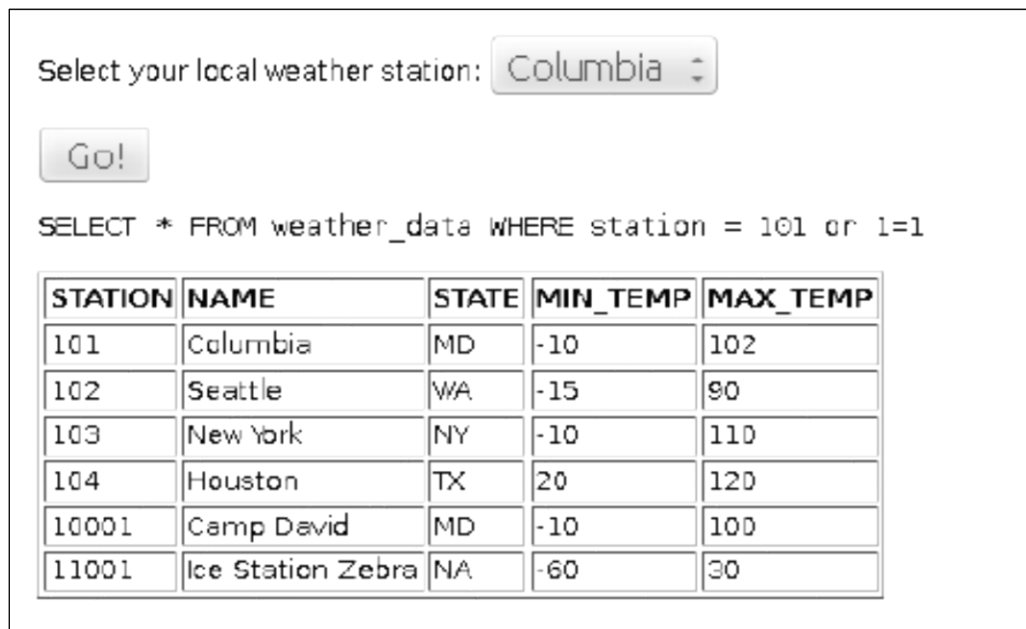 Select your local weather station: Columbia
Go!
SELECT * FROM weather_data WHERE station = 101 or 1=1
STATION NAME STATE MIN_TEMP MAX_TEMP
101 Columbia MD -10 102
102 Seattle WA -15 90
103 New York NY -10 110
104 Houston TX 20 120
10001 Camp David MD -10 100
11001 Ice Station Zebra NA -60 30